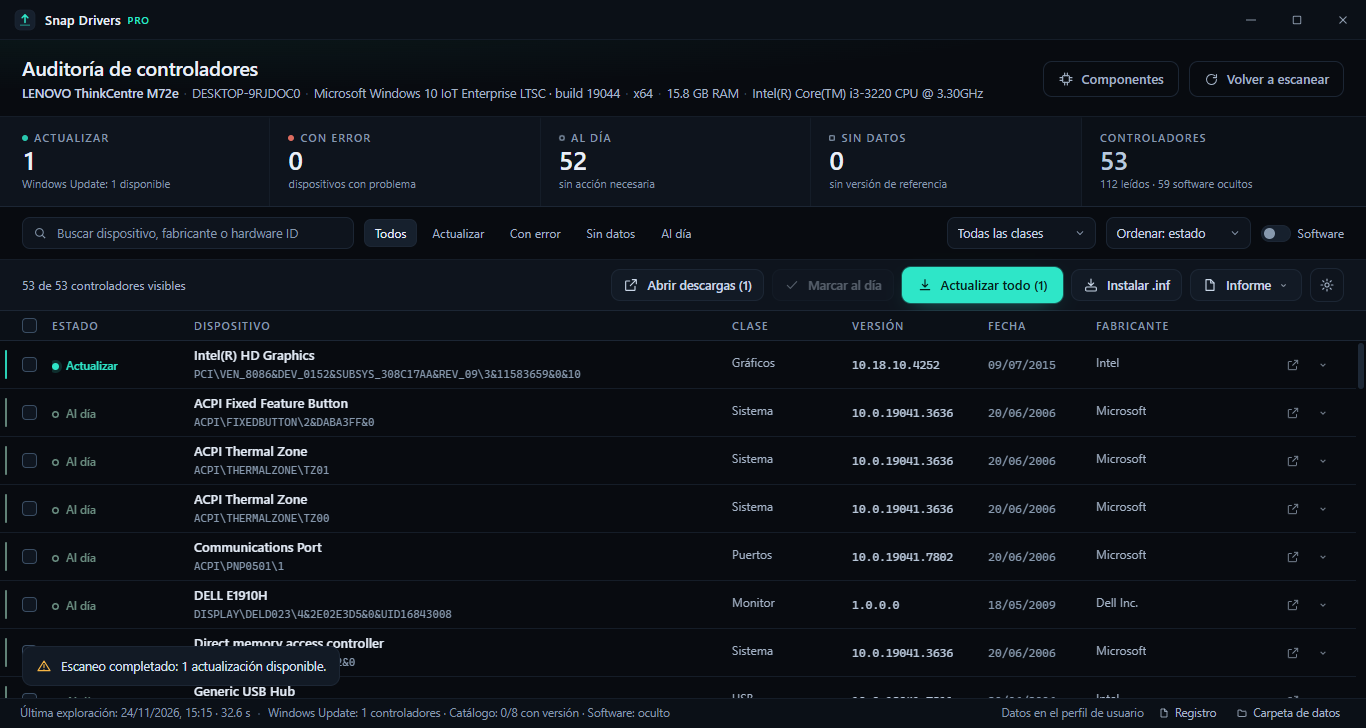 Snap Drivers PRO
Auditoría de controladores
LENOVO ThinkCentre M72e · DESKTOP-9RJDOC0 · Microsoft Windows 10 IoT Enterprise LTSC · build 19044 · x64 · 15.8 GB RAM · Intel(R) Core(TM) i3-3220 CPU @ 3.30GHz
Componentes
Volver a escanear
ACTUALIZAR
1
Windows Update: 1 disponible
CON ERROR
0
dispositivos con problema
AL DÍA
52
sin acción necesaria
SIN DATOS
0
sin versión de referencia
CONTROLADORES
53
112 leídos · 59 software ocultos
Buscar dispositivo, fabricante o hardware ID
Todos Actualizar Con error Sin datos Al día
Todas las clases
Ordenar: estado
Software
53 de 53 controladores visibles
Abrir descargas (1)
Marcar al día
Actualizar todo (1)
Instalar .inf
Informe
ESTADO DISPOSITIVO CLASE VERSIÓN FECHA FABRICANTE
Actualizar Intel(R) HD Graphics Gráficos 10.18.10.4252 09/07/2015 Intel
PCI\VEN_8086&DEV_0152&SUBSYS_308C17AA&REV_09\3&11583659&0&10
Al día ACPI Fixed Feature Button Sistema 10.0.19041.3636 20/06/2006 Microsoft
ACPI\FIXEDBUTTON\2&DABA3FF&0
Al día ACPI Thermal Zone Sistema 10.0.19041.3636 20/06/2006 Microsoft
ACPI\THERMALZONE\TZ01
Al día ACPI Thermal Zone Sistema 10.0.19041.3636 20/06/2006 Microsoft
ACPI\THERMALZONE\TZ00
Al día Communications Port Puertos 10.0.19041.7802 20/06/2006 Microsoft
ACPI\PNP0501\1
Al día DELL E1910H Monitor 1.0.0.0 18/05/2009 Dell Inc.
DISPLAY\DELD023\4&2E02E3D5&0&UID16843008
Direct memory access controller Sistema 10.0.19041.3636 20/06/2006 Microsoft
&0
Escaneo completado: 1 actualización disponible.
Generic USB Hub USB Intel
Última exploración: 24/11/2026, 15:15 · 32.6 s · Windows Update: 1 controladores · Catálogo: 0/8 con versión · Software: oculto
Datos en el perfil de usuario
Registro
Carpeta de datos